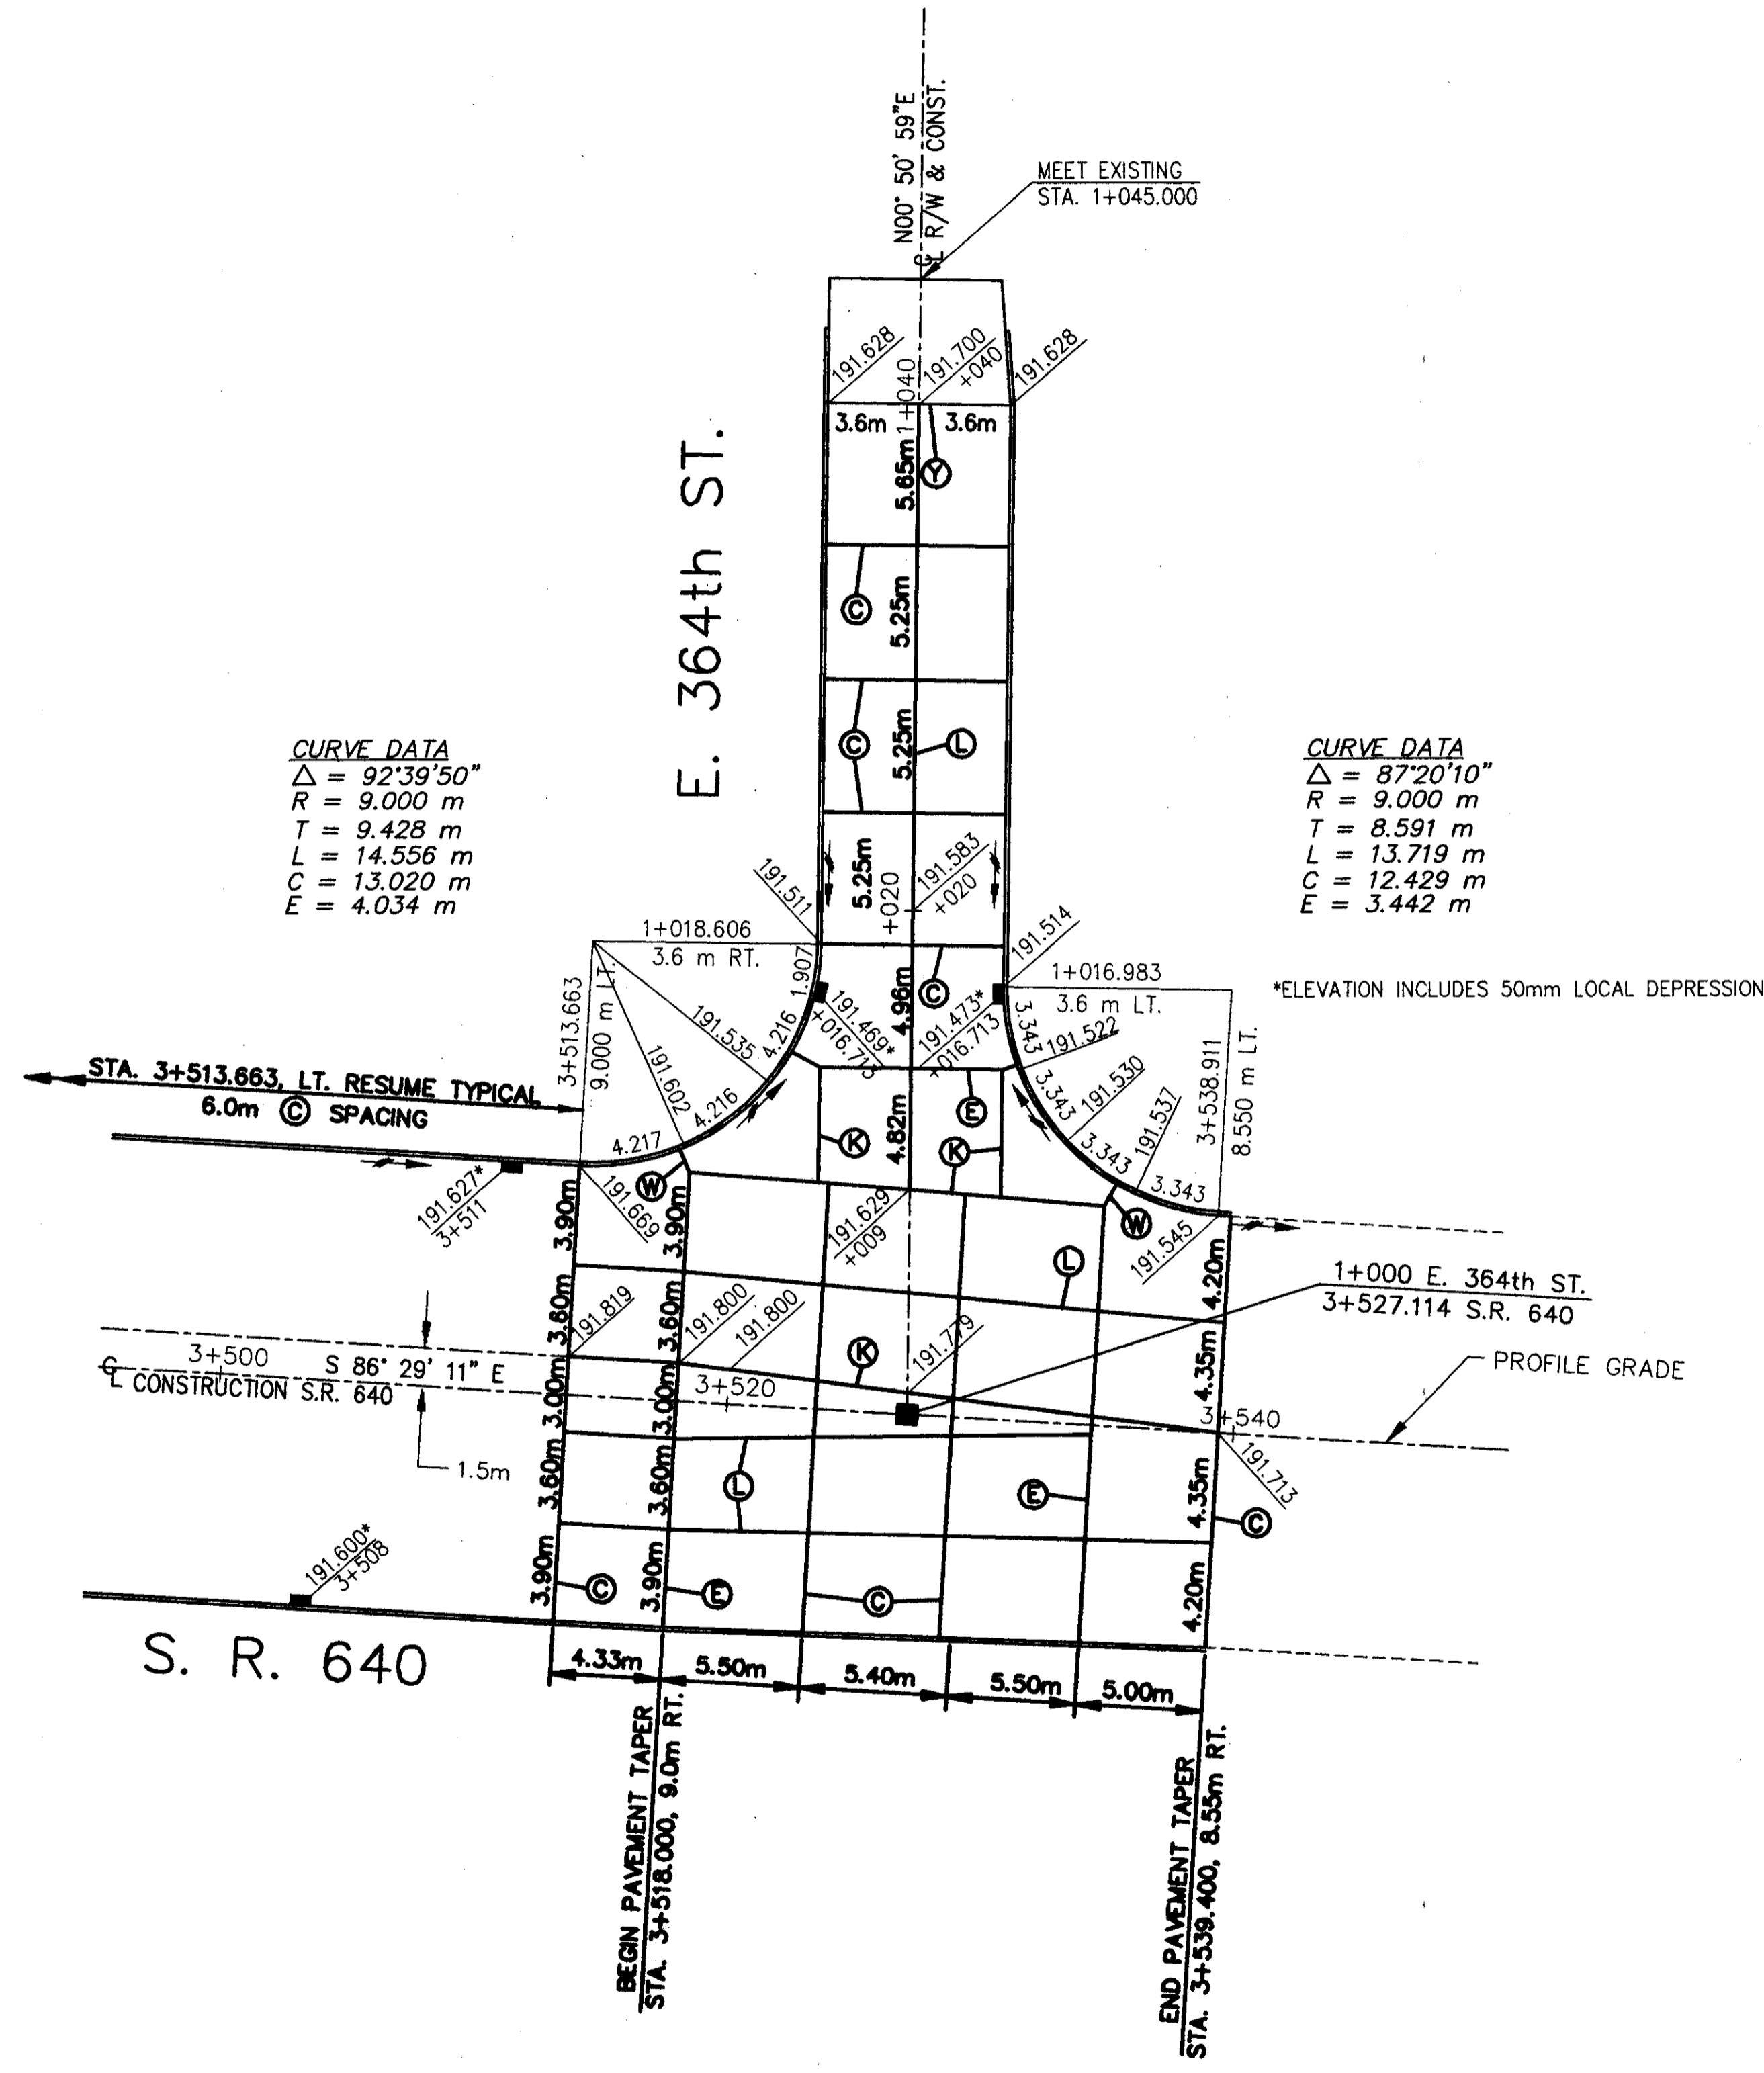 N00° 50' 59"E
℄ R/W & CONST.
MEET EXISTING
STA. 1+045.000
191.628
191.700
+040
191.628
1+040
3.6m
3.6m
5.65m
Y
E. 364th ST.
C
5.25m
C
5.25m
L
CURVE DATA
△ = 92°39'50"
R = 9.000 m
T = 9.428 m
L = 14.556 m
C = 13.020 m
E = 4.034 m
CURVE DATA
△ = 87°20'10"
R = 9.000 m
T = 8.591 m
L = 13.719 m
C = 12.429 m
E = 3.442 m
5.25m
+020
191.583
+020
191.511
191.514
1+018.606
3.6 m RT.
1+016.983
3.6 m LT.
*ELEVATION INCLUDES 50mm LOCAL DEPRESSION
3+513.663
9.000 m LT.
1.907
4.216
4.216
4.217
191.535
191.602
191.469*
+016.713
4.96m
C
191.473*
+016.713
3.343
3.343
3.343
3.343
191.522
191.530
191.537
3+538.911
8.550 m LT.
STA. 3+513.663, LT. RESUME TYPICAL
6.0m C SPACING
E
K
4.82m
K
W
W
191.627*
3+511
191.669
191.629
+009
191.545
3.90m
3.90m
4.20m
L
1+000 E. 364th ST.
3+527.114 S.R. 640
3.60m
191.819
3.60m
191.800
191.800
K
191.779
4.35m
PROFILE GRADE
3+500
S 86° 29' 11" E
℄ CONSTRUCTION S.R. 640
3.00m
3.00m
3+520
3+540
1.5m
3.60m
3.60m
L
E
4.35m
191.713
C
191.600*
3+508
3.90m
C
3.90m
E
C
4.20m
S. R. 640
4.33m
5.50m
5.40m
5.50m
5.00m
BEGIN PAVEMENT TAPER
STA. 3+518.000, 9.0m RT.
END PAVEMENT TAPER
STA. 3+539.400, 8.55m RT.